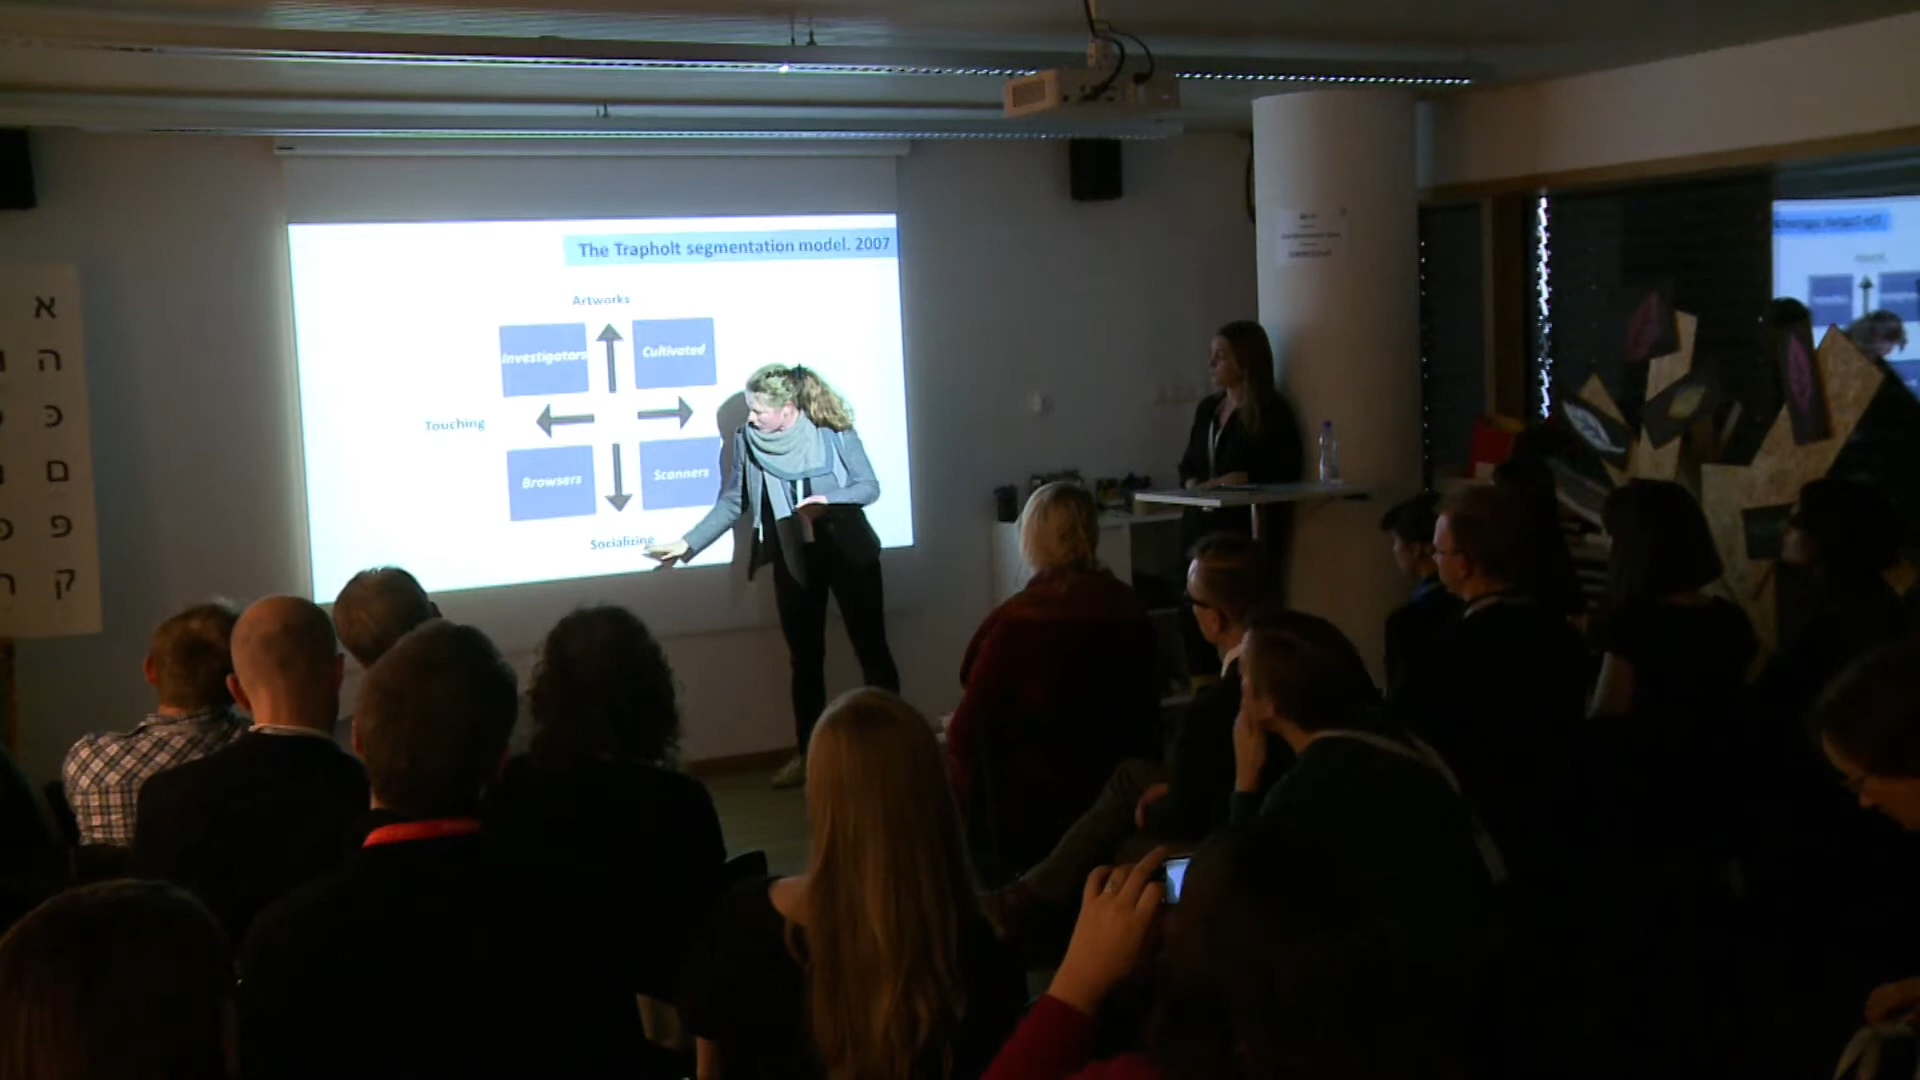 The Trapholt segmentation model. 2007
Artworks
Investigators
Cultivated
Touching
Browsers
Scanners
Socializing
א
ה
כ
ם
פ
ק